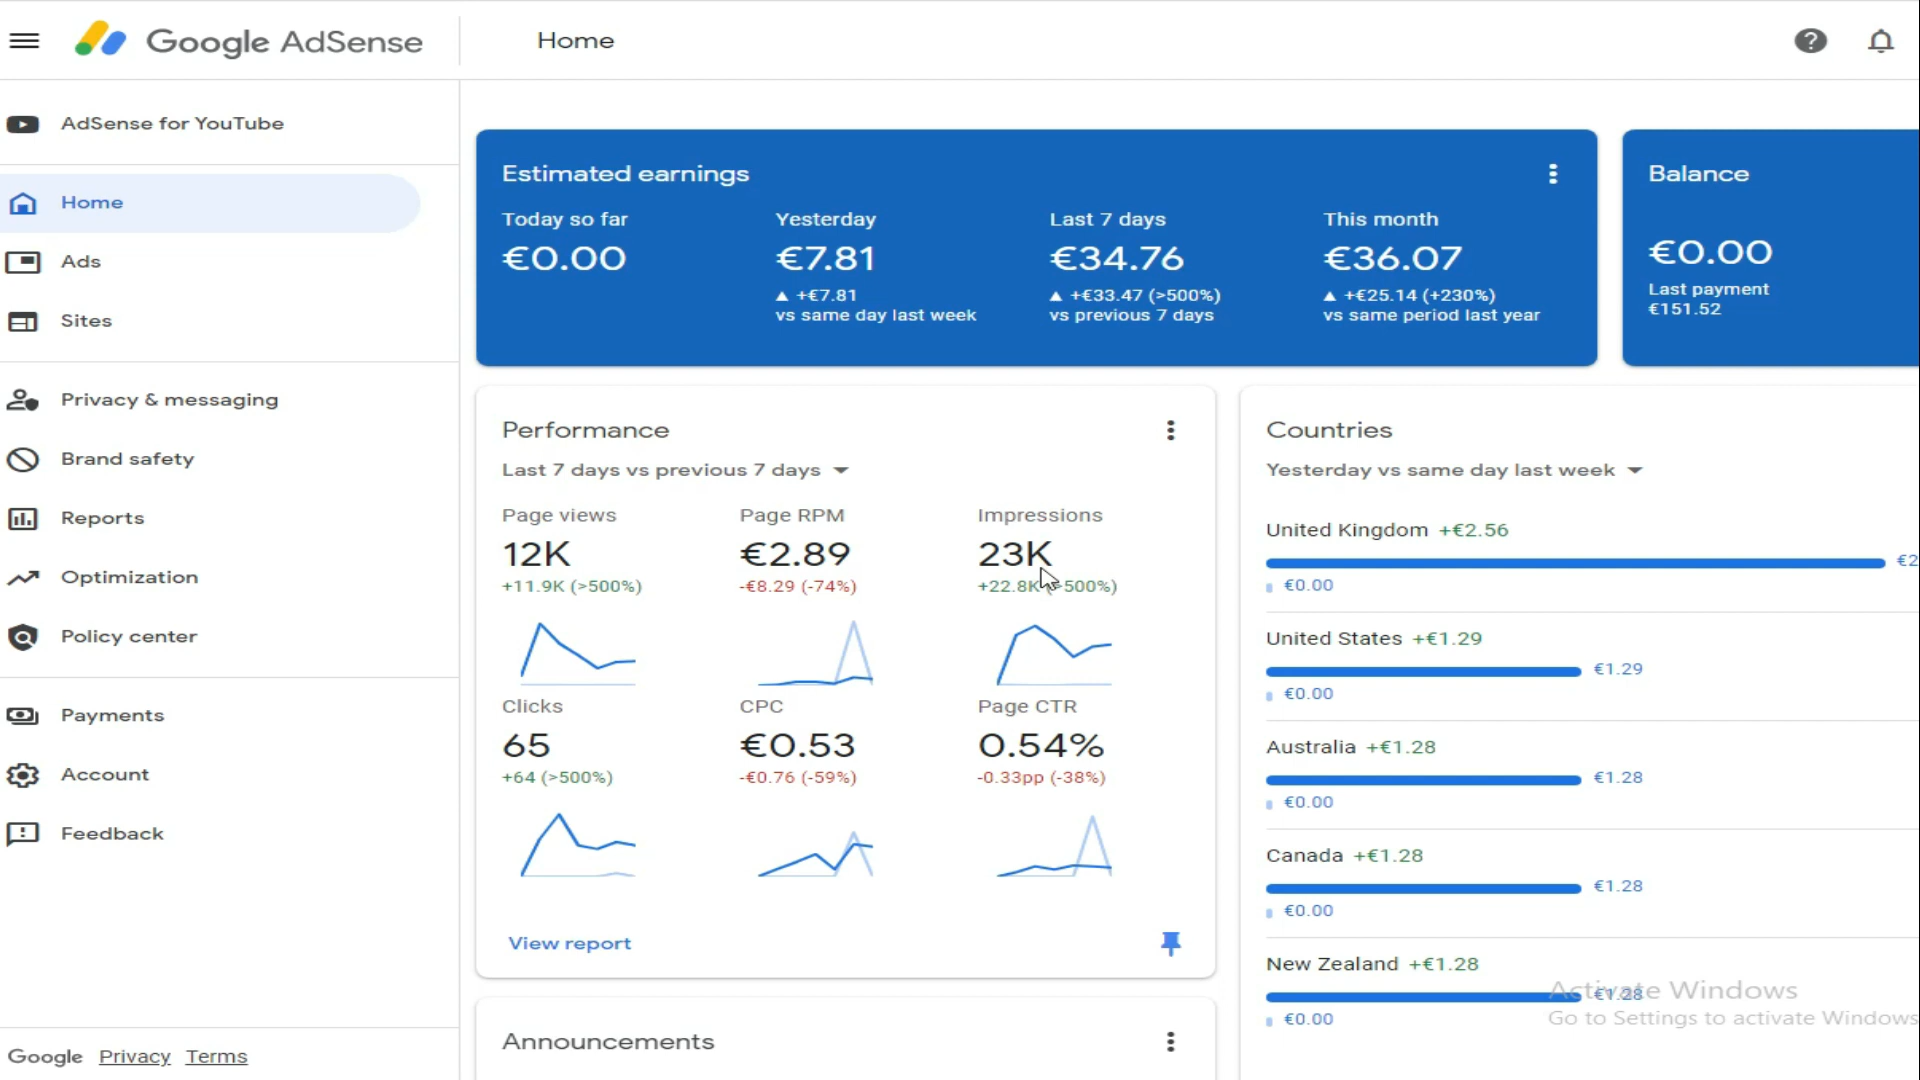 Google AdSense
Home
AdSense for YouTube
Home
Ads
Sites
Privacy & messaging
Brand safety
Reports
Optimization
Policy center
Payments
Account
Feedback
Google Privacy Terms
Estimated earnings
Today so far
€0.00
Yesterday
€7.81
▲ +€7.81
vs same day last week
Last 7 days
€34.76
▲ +€33.47 (>500%)
vs previous 7 days
This month
€36.07
▲ +€25.14 (+230%)
vs same period last year
Balance
€0.00
Last payment
€151.52
Performance
Last 7 days vs previous 7 days
Page views
12K
+11.9K (>500%)
Page RPM
€2.89
-€8.29 (-74%)
Impressions
23K
+22.8K (>500%)
Clicks
65
+64 (>500%)
CPC
€0.53
-€0.76 (-59%)
Page CTR
0.54%
-0.33pp (-38%)
View report
Announcements
Countries
Yesterday vs same day last week
United Kingdom +€2.56
€2
€0.00
United States +€1.29
€1.29
€0.00
Australia +€1.28
€1.28
€0.00
Canada +€1.28
€1.28
€0.00
New Zealand +€1.28
€1.28
€0.00
Activate Windows
Go to Settings to activate Windows